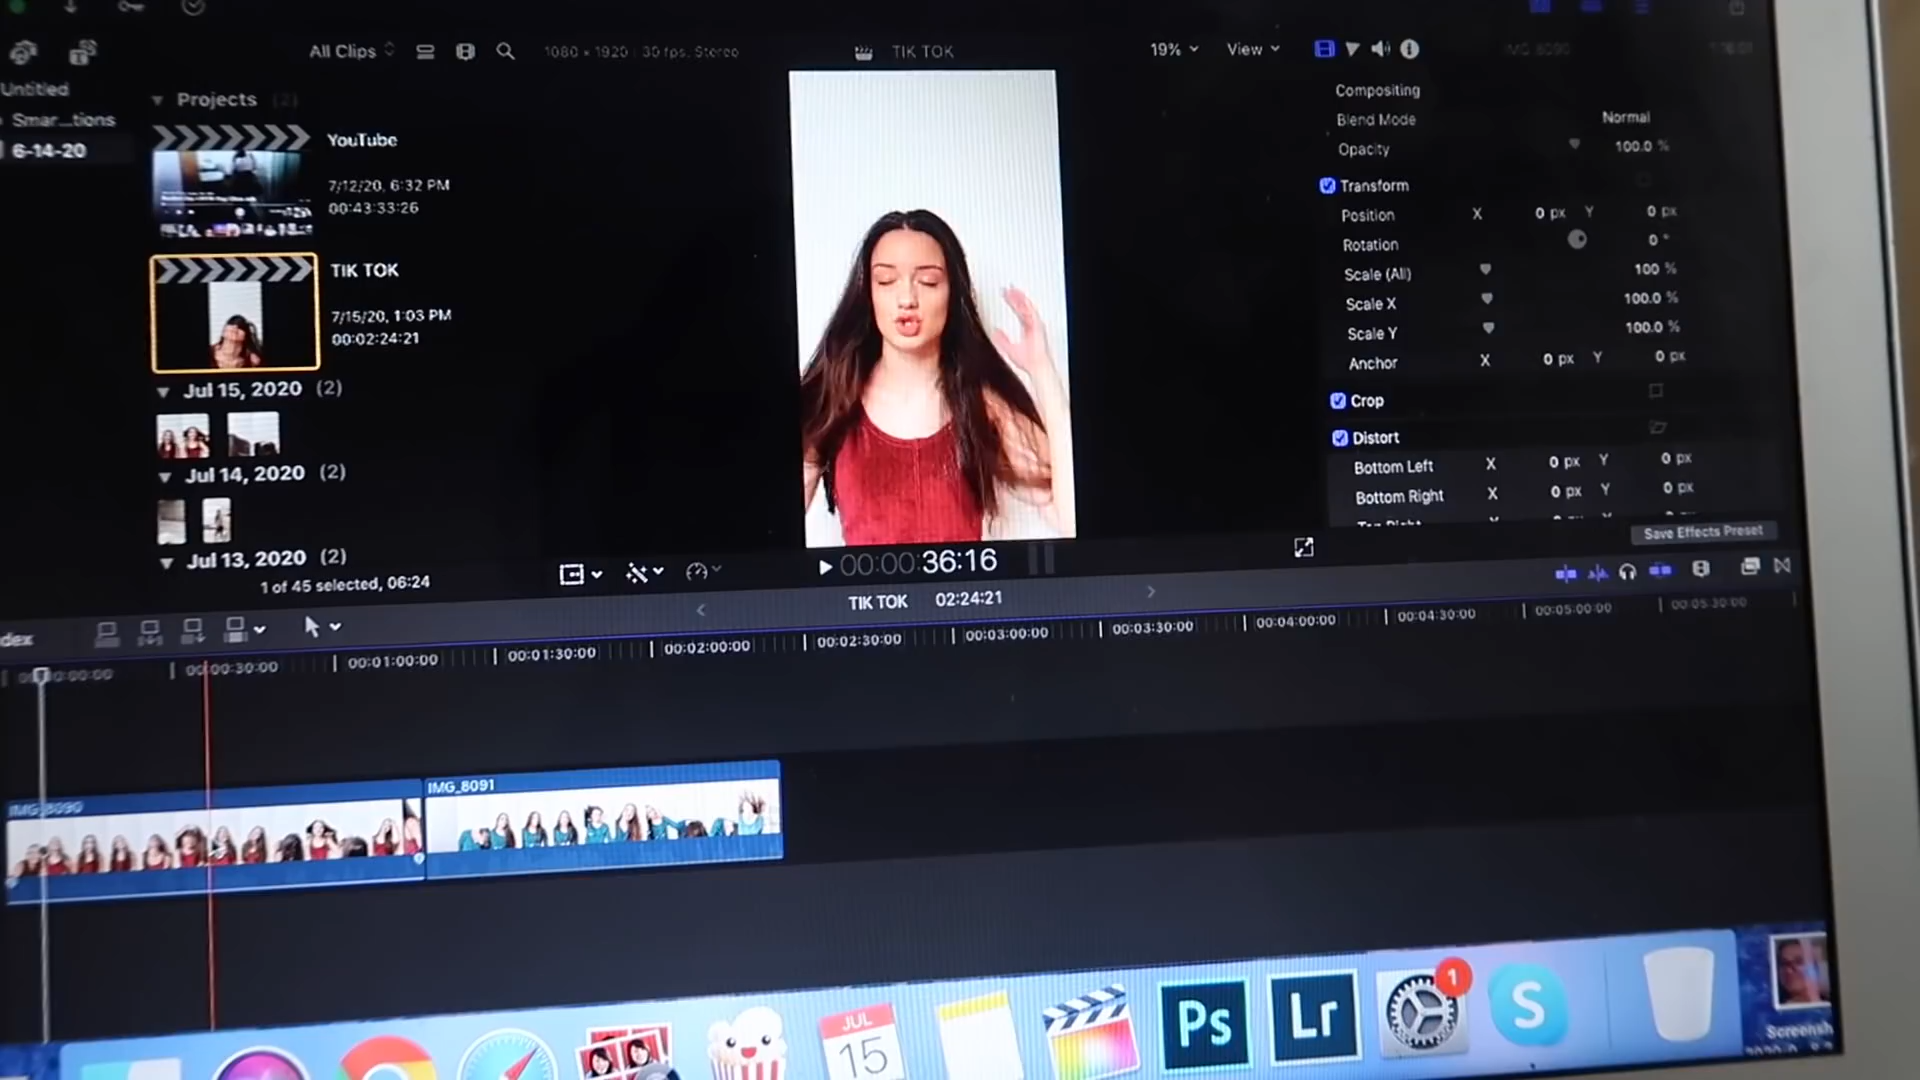 All Clips
1080 × 1920 | 30 fps, Stereo
TIK TOK
19%
View
IMG_8090
Untitled
Smar...tions
6-14-20
Projects (2)
YouTube
7/12/20, 6:32 PM
00:43:33:26
TIK TOK
7/15/20, 1:03 PM
00:02:24:21
Jul 15, 2020 (2)
Jul 14, 2020 (2)
Jul 13, 2020 (2)
1 of 45 selected, 06:24
Compositing
Blend Mode Normal
Opacity 100.0 %
Transform
Position X 0 px Y 0 px
Rotation 0 °
Scale (All) 100 %
Scale X 100.0 %
Scale Y 100.0 %
Anchor X 0 px Y 0 px
Crop
Distort
Bottom Left X 0 px Y 0 px
Bottom Right X 0 px Y 0 px
Save Effects Preset
00:00:36:16
TIK TOK 02:24:21
dex
00:00:30:00
00:01:00:00
00:01:30:00
00:02:00:00
00:02:30:00
00:03:00:00
00:03:30:00
00:04:00:00
00:04:30:00
00:05:00:00
00:05:30:00
IMG_8090
IMG_8091
JUL
15
Ps
Lr
1
S
Screensh